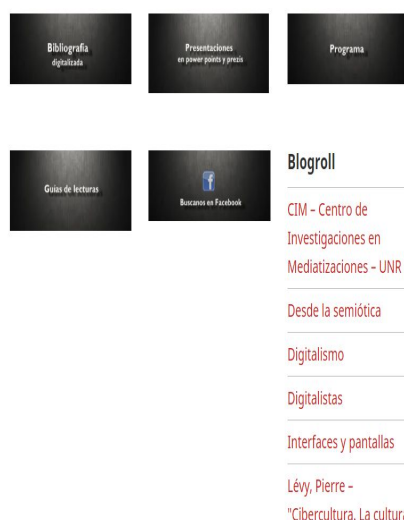 Bibliografía
digitalizada
Presentaciones
en power points y prezis
Programa
Guías de lecturas
Buscanos en Facebook
Blogroll
CIM – Centro de
Investigaciones en
Mediatizaciones – UNR
Desde la semiótica
Digitalismo
Digitalistas
Interfaces y pantallas
Lévy, Pierre –
"Cibercultura. La cultura